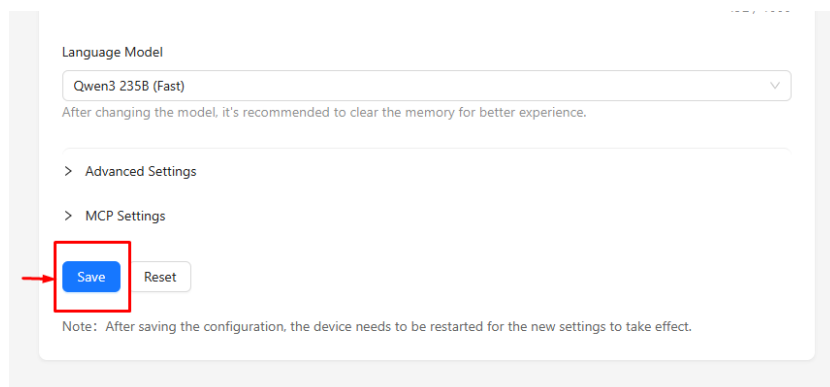 Language Model
Qwen3 235B (Fast)
After changing the model, it's recommended to clear the memory for better experience.
Advanced Settings
MCP Settings
Save
Reset
Note：After saving the configuration, the device needs to be restarted for the new settings to take effect.